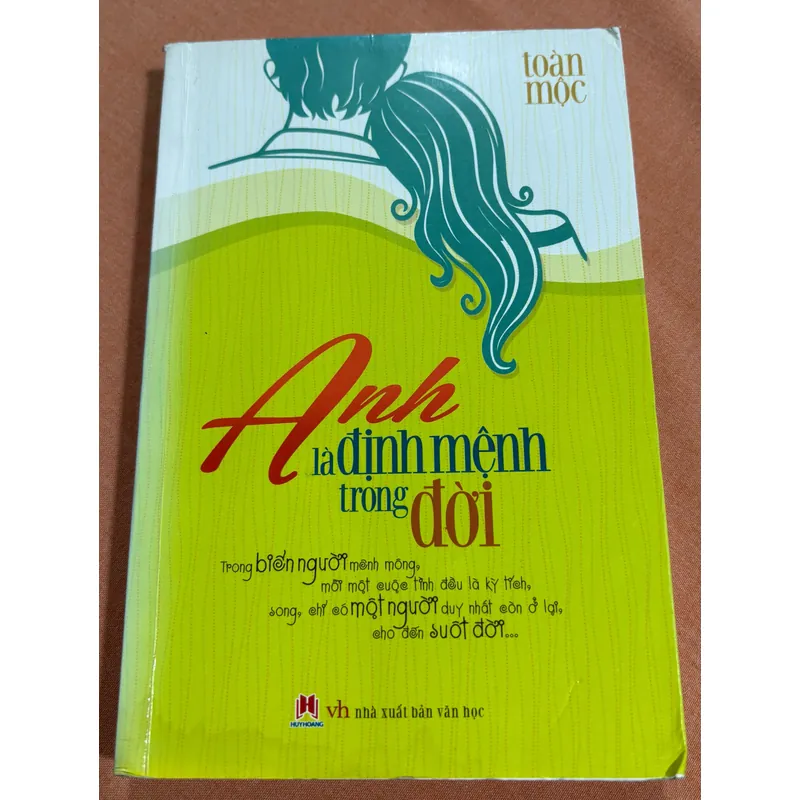 toàn
mộc
Anh
là định mệnh
trong đời
Trong biển người mênh mông,
mỗi một cuộc tình đều là kỳ tích,
song, chỉ có một người duy nhất còn ở lại,
cho đến suốt đời...
HUYHOANG
vh nhà xuất bản văn học